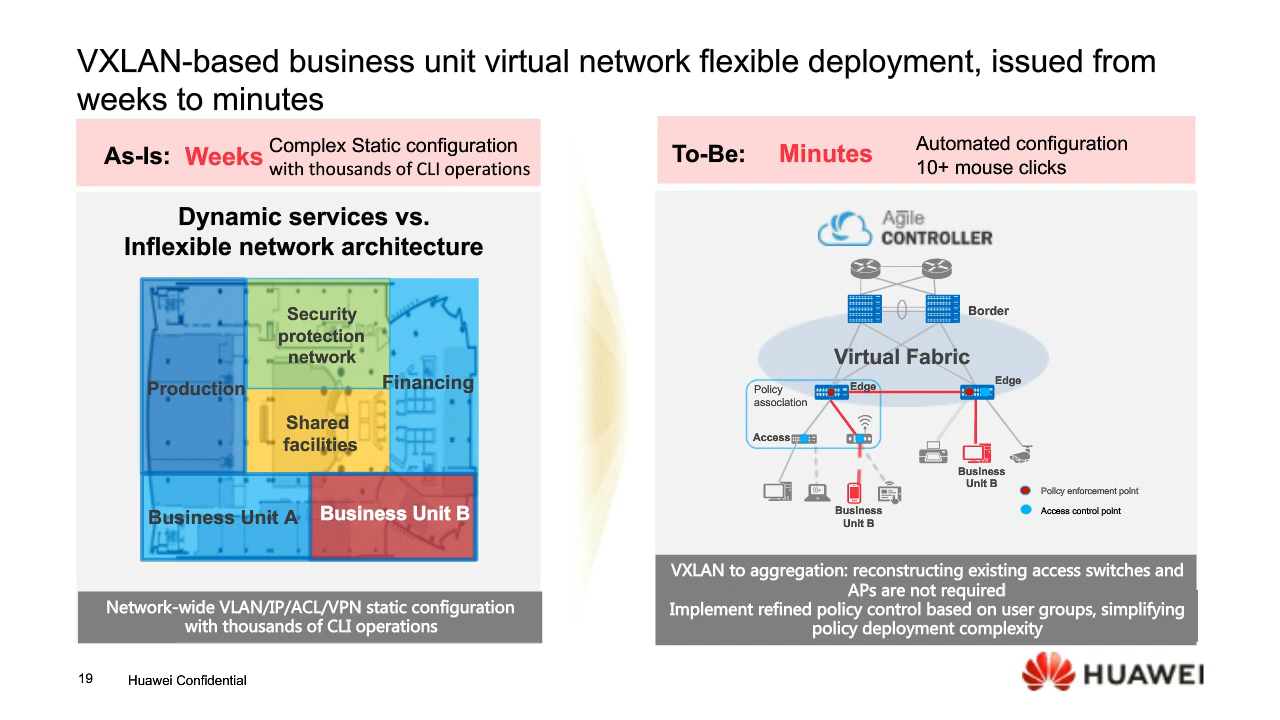 VXLAN-based business unit virtual network flexible deployment, issued from
weeks to minutes
As-Is: Weeks
Complex Static configuration
with thousands of CLI operations
Dynamic services vs.
Inflexible network architecture
Security
protection
network
Production
Financing
Shared
facilities
Business Unit A
Business Unit B
Network-wide VLAN/IP/ACL/VPN static configuration
with thousands of CLI operations
To-Be: Minutes
Automated configuration
10+ mouse clicks
Agile
CONTROLLER
Border
Virtual Fabric
Policy
association
Edge
Edge
Access
Business
Unit B
Business
Unit B
Policy enforcement point
Access control point
VXLAN to aggregation: reconstructing existing access switches and
APs are not required
Implement refined policy control based on user groups, simplifying
policy deployment complexity
19 Huawei Confidential
HUAWEI